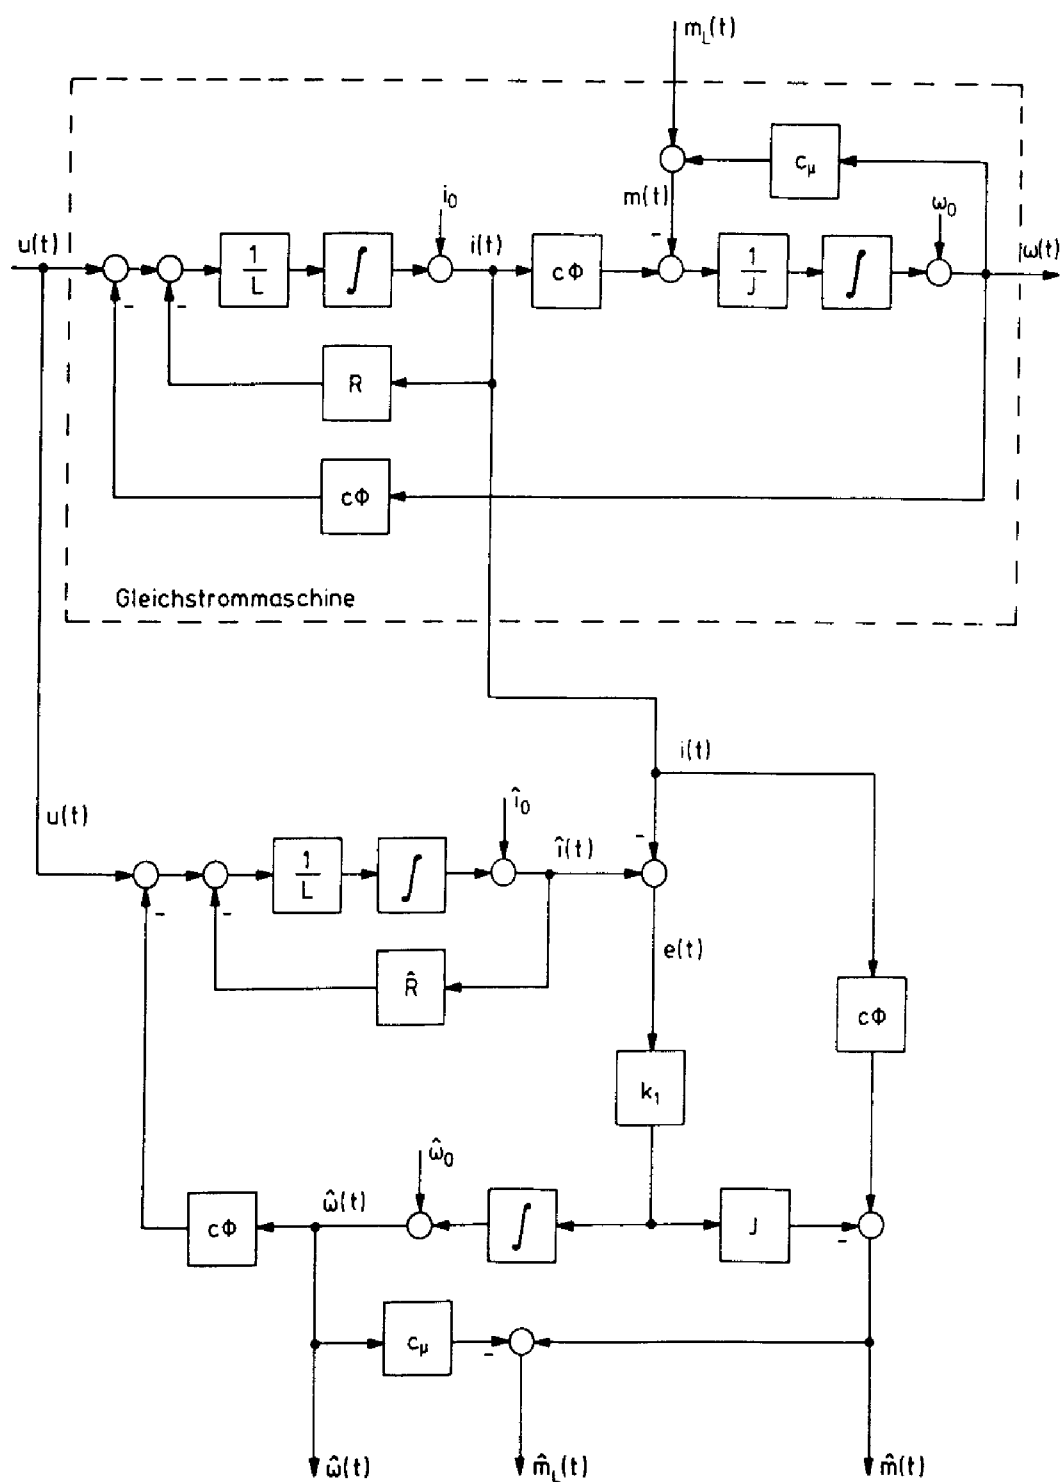 m_L(t)
c_μ
m(t)
i_0
ω_0
u(t)
1/L
∫
i(t)
cΦ
-
1/J
∫
ω(t)
-
-
R
cΦ
Gleichstrommaschine
i(t)
u(t)
î_0
-
1/L
∫
î(t)
-
-
e(t)
R̂
cΦ
k_1
ω̂_0
ω̂(t)
cΦ
∫
J
-
c_μ
-
ω̂(t)
m̂_L(t)
m̂(t)